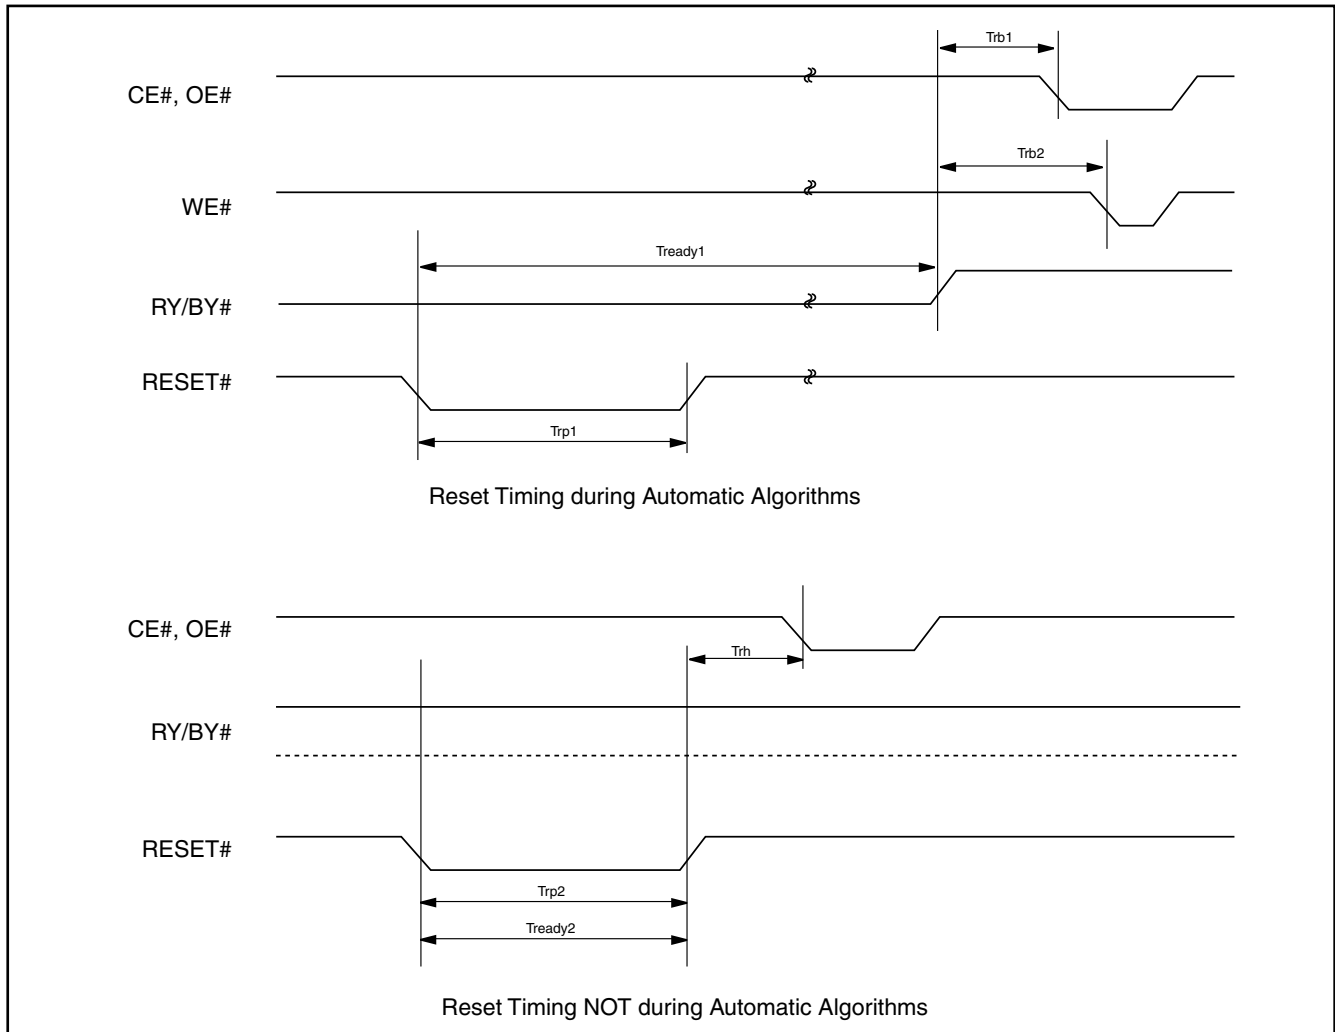 Trb1
CE#, OE#
Trb2
WE#
Tready1
RY/BY#
RESET#
Trp1
Reset Timing during Automatic Algorithms
CE#, OE#
Trh
RY/BY#
RESET#
Trp2
Tready2
Reset Timing NOT during Automatic Algorithms